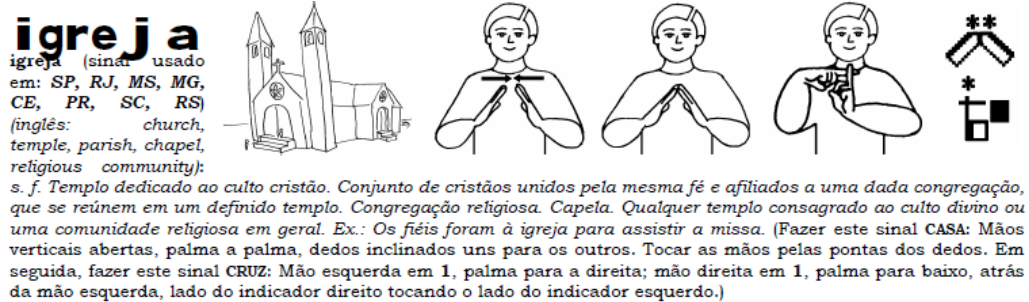 igreja
igreja (sinal usado
em: SP, RJ, MS, MG,
CE, PR, SC, RS)
(inglês: church,
temple, parish, chapel,
religious community):
s. f. Templo dedicado ao culto cristão. Conjunto de cristãos unidos pela mesma fé e afiliados a uma dada congregação,
que se reúnem em um definido templo. Congregação religiosa. Capela. Qualquer templo consagrado ao culto divino ou
uma comunidade religiosa em geral. Ex.: Os fiéis foram à igreja para assistir a missa. (Fazer este sinal CASA: Mãos
verticais abertas, palma a palma, dedos inclinados uns para os outros. Tocar as mãos pelas pontas dos dedos. Em
seguida, fazer este sinal CRUZ: Mão esquerda em 1, palma para a direita; mão direita em 1, palma para baixo, atrás
da mão esquerda, lado do indicador direito tocando o lado do indicador esquerdo.)